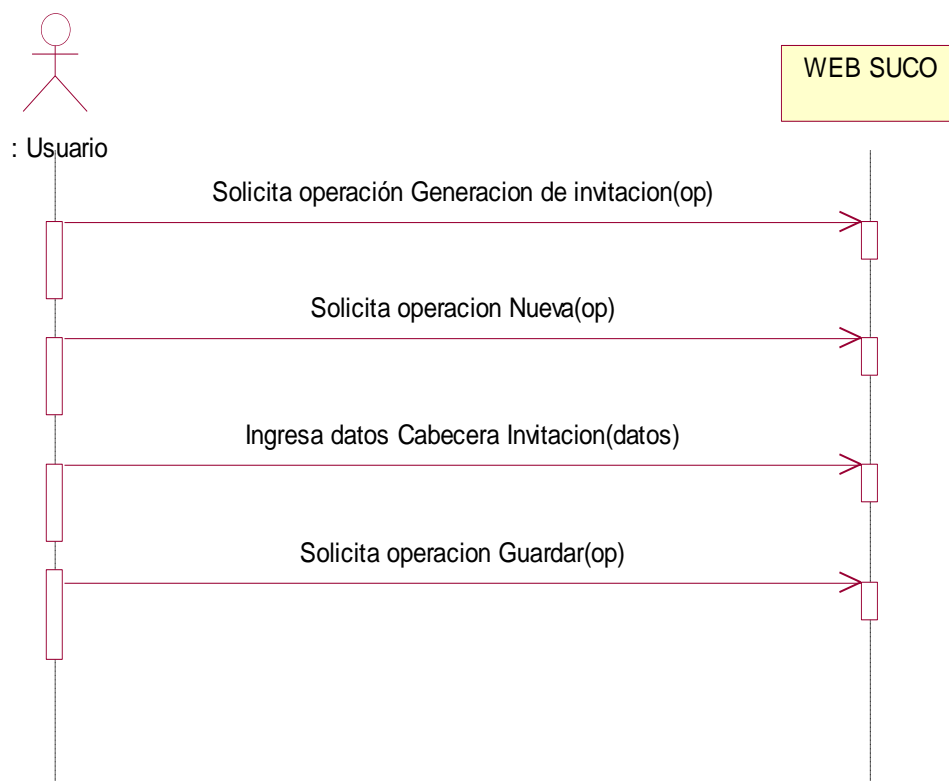 WEB SUCO
: Usuario
Solicita operación Generacion de invitacion(op)
Solicita operacion Nueva(op)
Ingresa datos Cabecera Invitacion(datos)
Solicita operacion Guardar(op)